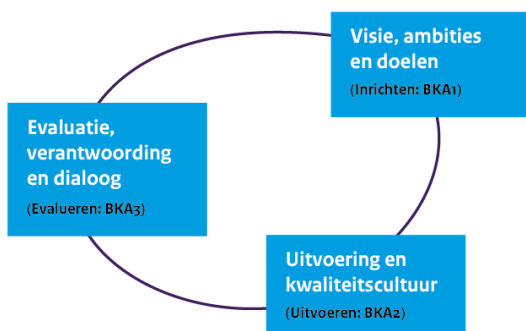 Visie, ambities
en doelen
(Inrichten: BKA1)
Evaluatie,
verantwoording
en dialoog
(Evalueren: BKA3)
Uitvoering en
kwaliteitscultuur
(Uitvoeren: BKA2)